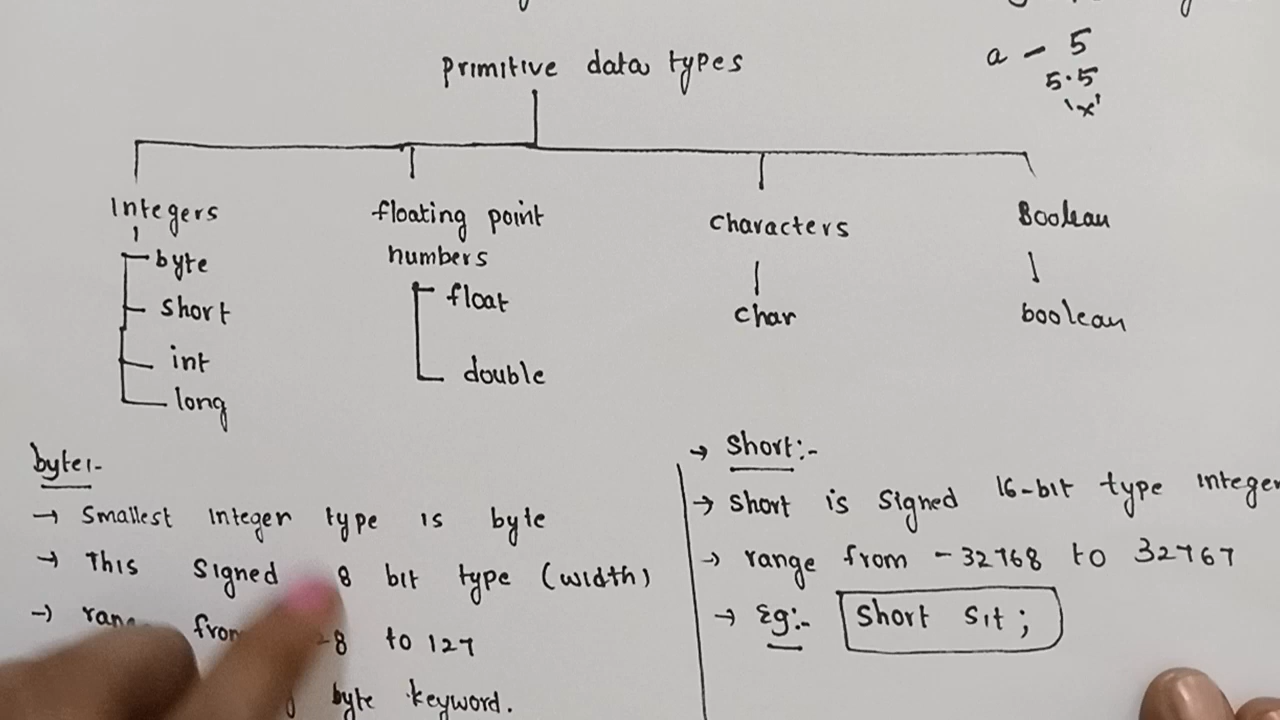 primitive data types
a - 5
5.5
'x'
Integers
byte
short
int
long
floating point
numbers
float
double
characters
char
Boolean
boolean
byte:-
→ Smallest integer type is byte
→ This signed 8 bit type (width)
→ from 28 to 127
byte keyword.
→ short:-
→ short is signed 16-bit type integer
→ range from -32768 to 32767
→ Eg:- short s,t;